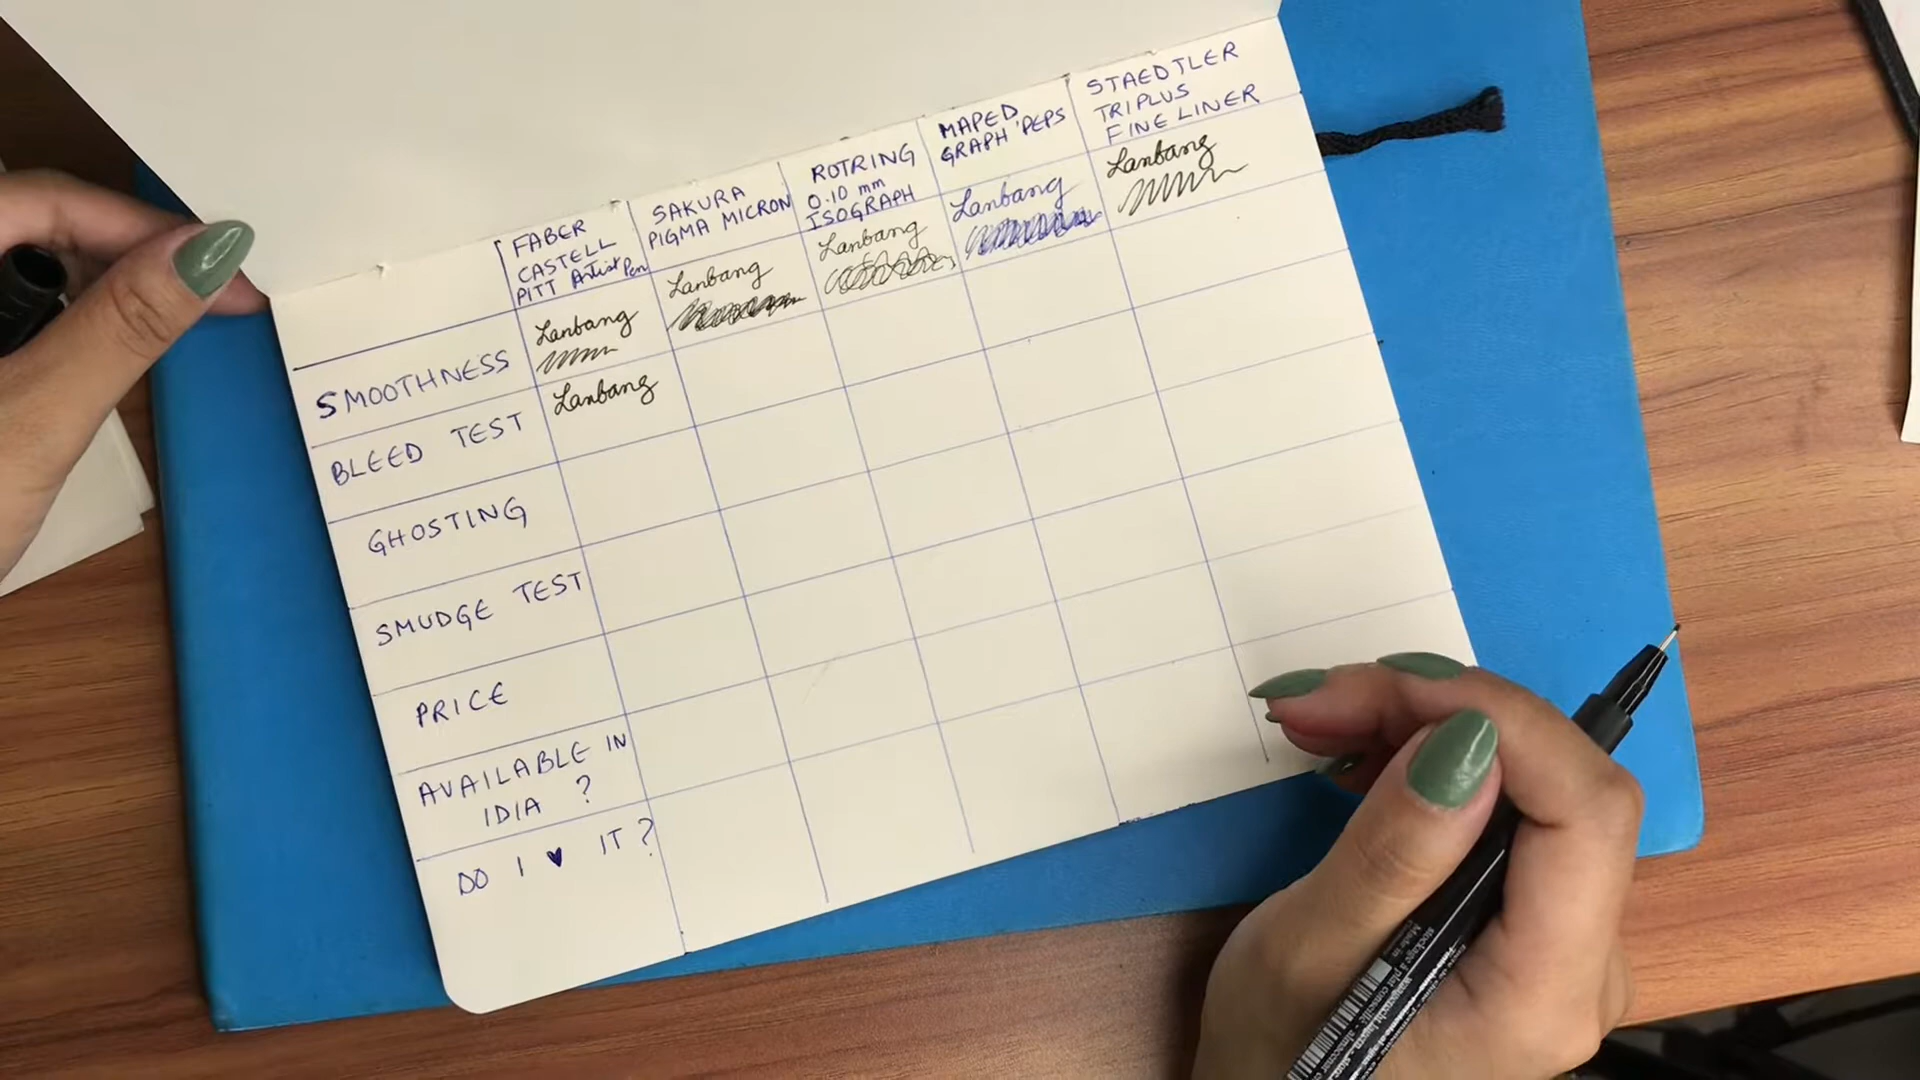 FABER
CASTELL
PITT Artist Pen
SAKURA
PIGMA MICRON
ROTRING
0.10 mm
ISOGRAPH
MAPED
GRAPH 'PEPS
STAEDTLER
TRIPLUS
FINE LINER
SMOOTHNESS
Lanbang
Lanbang
Lanbang
Lanbang
Lanbang
BLEED TEST
Lanbang
GHOSTING
SMUDGE TEST
PRICE
AVAILABLE IN
IDIA ?
DO I ♥ IT ?